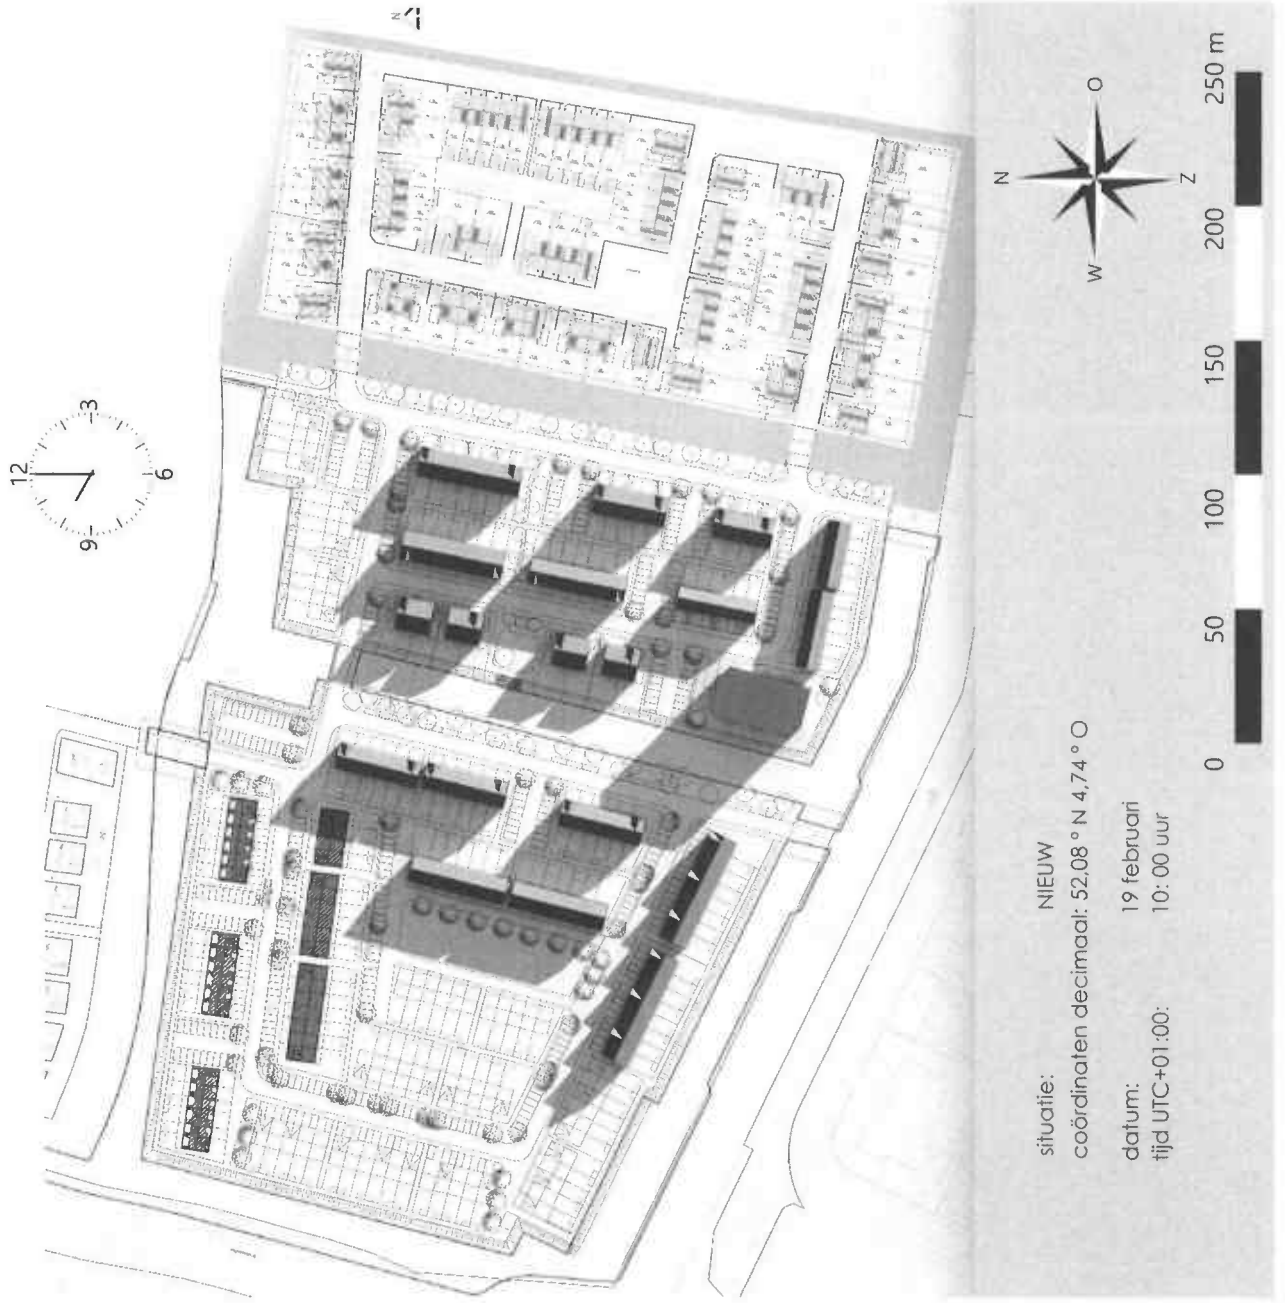 N
12
3
6
9
situatie: NIEUW
coördinaten decimaal: 52,08 ° N 4,74 ° O
datum: 19 februari
tijd UTC+01:00: 10: 00 uur
N
O
Z
W
0 50 100 150 200 250 m